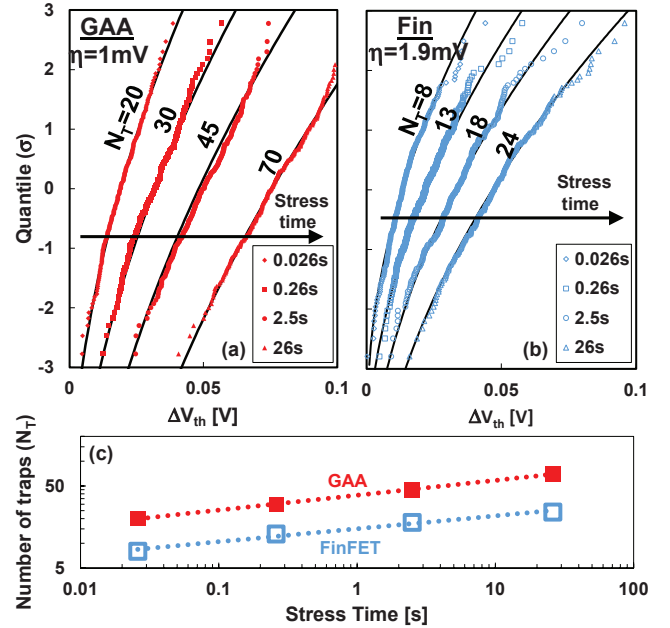 GAA
η=1mV
N_T=20
30
45
70
Stress
time
0.026s
0.26s
2.5s
26s
(a)
Quantile (σ)
3
2
1
0
-1
-2
-3
0
0.05
0.1
ΔV_th [V]
Fin
η=1.9mV
N_T=8
13
18
24
Stress
time
0.026s
0.26s
2.5s
26s
(b)
0
0.05
0.1
ΔV_th [V]
(c)
Number of traps (N_T)
50
5
GAA
FinFET
0.01
0.1
1
10
100
Stress Time [s]